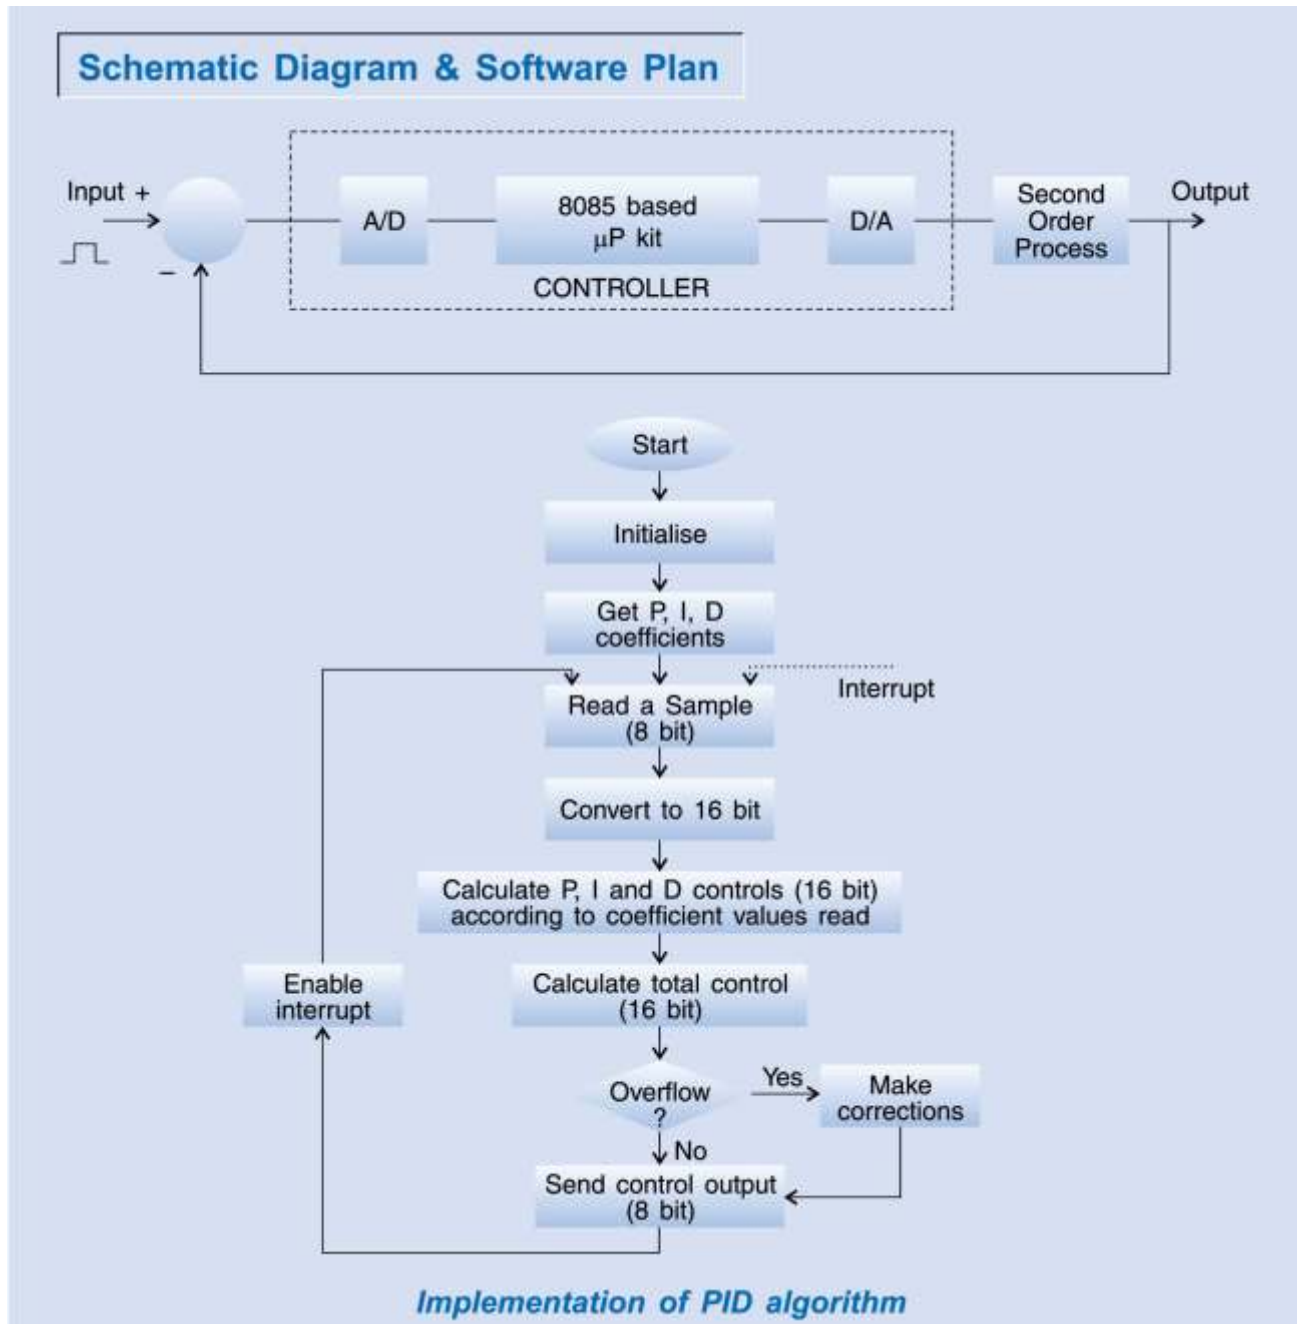 Schematic Diagram & Software Plan
Input +
–
A/D
8085 based
μP kit
D/A
CONTROLLER
Second
Order
Process
Output
Start
Initialise
Get P, I, D
coefficients
Interrupt
Read a Sample
(8 bit)
Convert to 16 bit
Calculate P, I and D controls (16 bit)
according to coefficient values read
Enable
interrupt
Calculate total control
(16 bit)
Overflow
?
Yes
Make
corrections
No
Send control output
(8 bit)
Implementation of PID algorithm